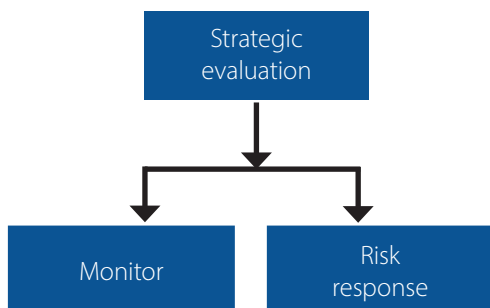 Strategic
evaluation
Monitor
Risk
response